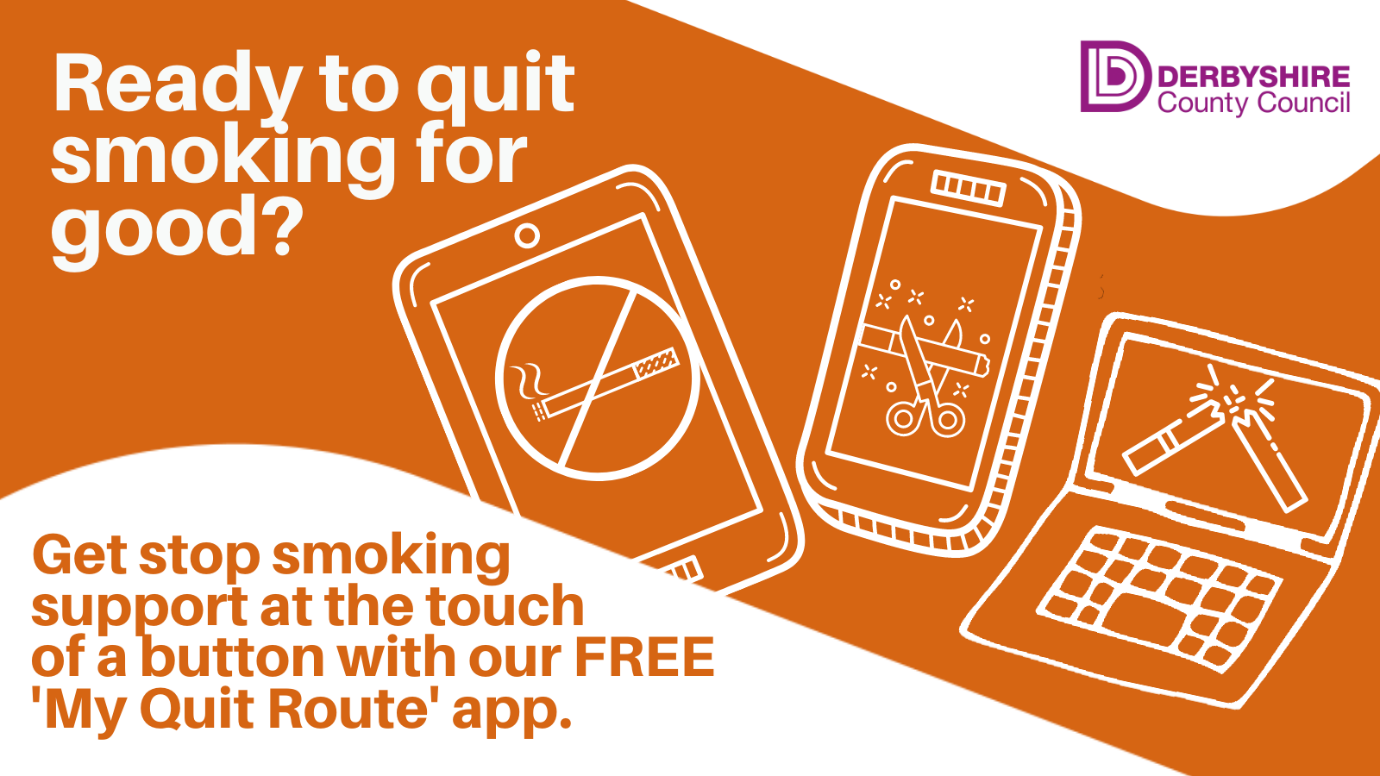 Ready to quit
smoking for
good?
DERBYSHIRE
County Council
Get stop smoking
support at the touch
of a button with our FREE
'My Quit Route' app.